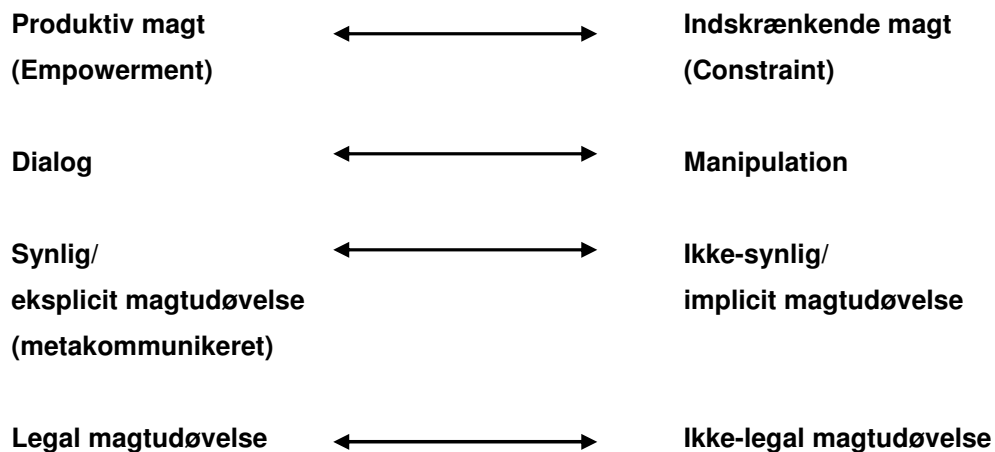 Produktiv magt
(Empowerment)
Indskrænkende magt
(Constraint)
Dialog
Manipulation
Synlig/
eksplicit magtudøvelse
(metakommunikeret)
Ikke-synlig/
implicit magtudøvelse
Legal magtudøvelse
Ikke-legal magtudøvelse